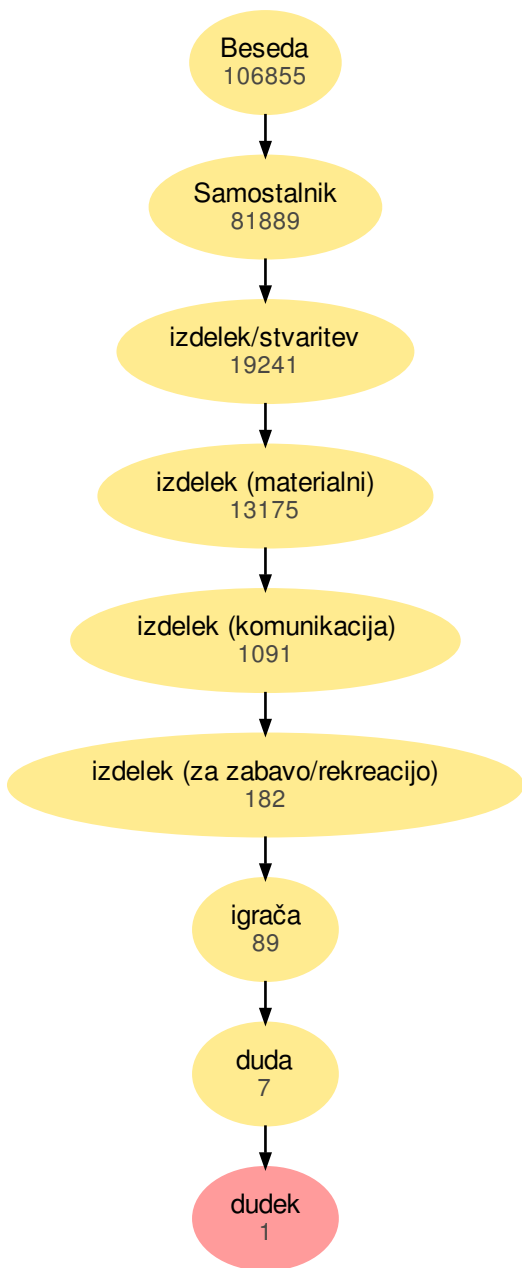 Beseda
106855
Samostalnik
81889
izdelek/stvaritev
19241
izdelek (materialni)
13175
izdelek (komunikacija)
1091
izdelek (za zabavo/rekreacijo)
182
igrača
89
duda
7
dudek
1